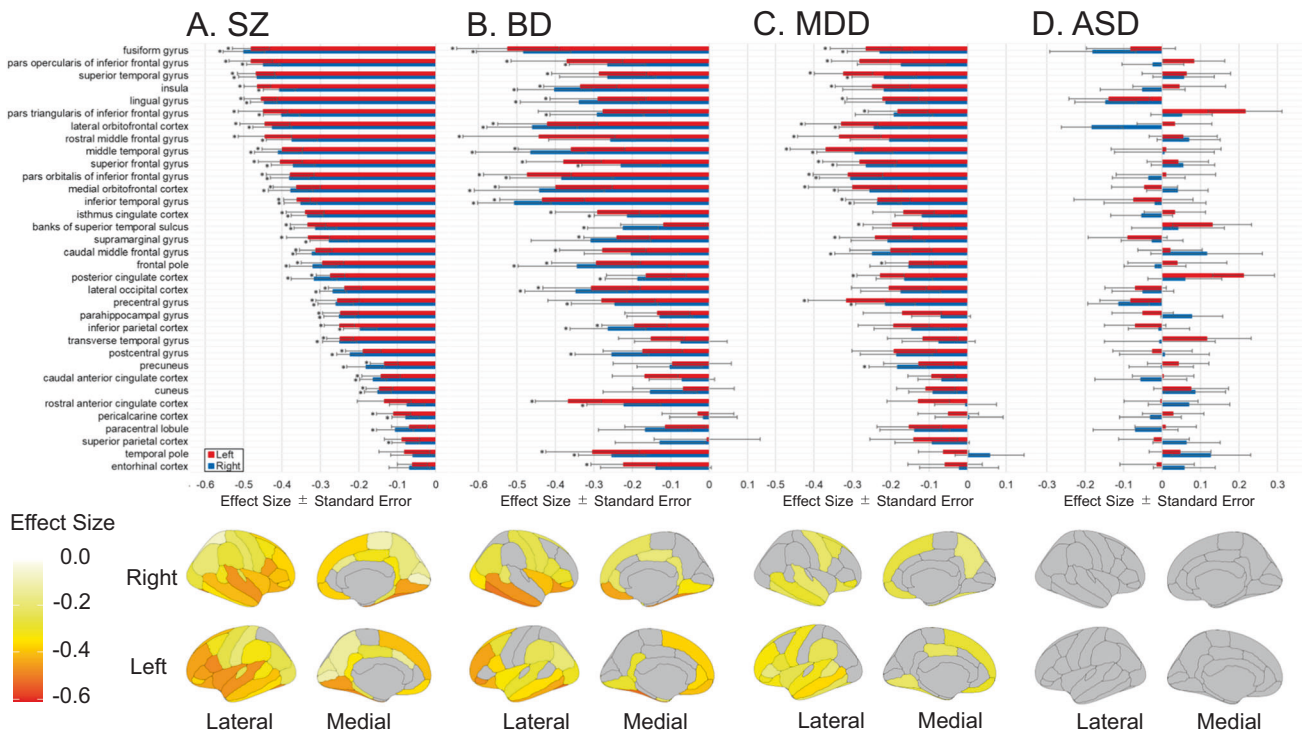 A. SZ B. BD C. MDD D. ASD
fusiform gyrus
pars opercularis of inferior frontal gyrus
superior temporal gyrus
insula
lingual gyrus
pars triangularis of inferior frontal gyrus
lateral orbitofrontal cortex
rostral middle frontal gyrus
middle temporal gyrus
superior frontal gyrus
pars orbitalis of inferior frontal gyrus
medial orbitofrontal cortex
inferior temporal gyrus
isthmus cingulate cortex
banks of superior temporal sulcus
supramarginal gyrus
caudal middle frontal gyrus
frontal pole
posterior cingulate cortex
lateral occipital cortex
precentral gyrus
parahippocampal gyrus
inferior parietal cortex
transverse temporal gyrus
postcentral gyrus
precuneus
caudal anterior cingulate cortex
cuneus
rostral anterior cingulate cortex
pericalcarine cortex
paracentral lobule
superior parietal cortex
temporal pole
entorhinal cortex
Left
Right
-0.6 -0.5 -0.4 -0.3 -0.2 -0.1 0 -0.6 -0.5 -0.4 -0.3 -0.2 -0.1 0 0.1 -0.5 -0.4 -0.3 -0.2 -0.1 0 0.1 -0.3 -0.2 -0.1 0 0.1 0.2 0.3
Effect Size ± Standard Error Effect Size ± Standard Error Effect Size ± Standard Error Effect Size ± Standard Error
Effect Size
0.0
-0.2
-0.4
-0.6
Right
Left
Lateral Medial Lateral Medial Lateral Medial Lateral Medial